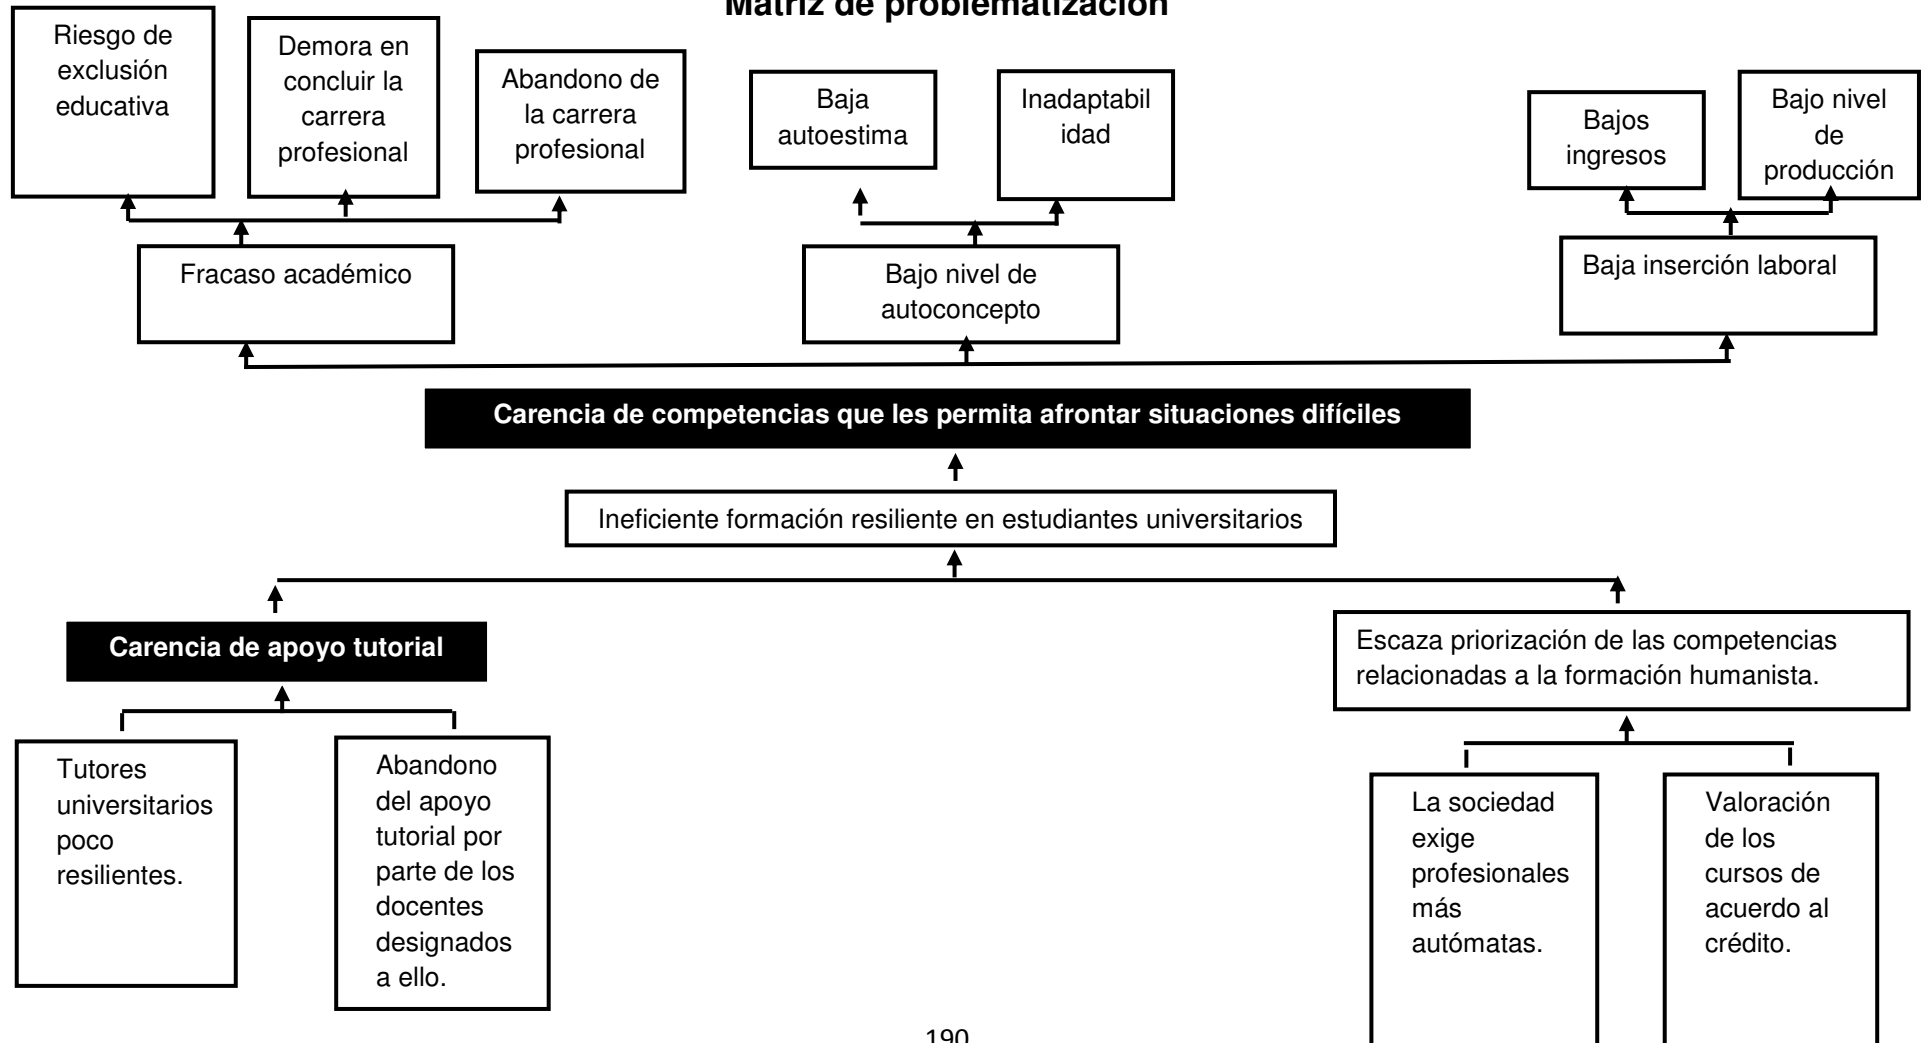 Matriz de problematización
Riesgo de
exclusión
educativa
Demora en
concluir la
carrera
profesional
Abandono de
la carrera
profesional
Baja
autoestima
Inadaptabil
idad
Bajos
ingresos
Bajo nivel
de
producción
Fracaso académico
Bajo nivel de
autoconcepto
Baja inserción laboral
Carencia de competencias que les permita afrontar situaciones difíciles
Ineficiente formación resiliente en estudiantes universitarios
Carencia de apoyo tutorial
Escaza priorización de las competencias
relacionadas a la formación humanista.
Tutores
universitarios
poco
resilientes.
Abandono
del apoyo
tutorial por
parte de los
docentes
designados
a ello.
La sociedad
exige
profesionales
más
autómatas.
Valoración
de los
cursos de
acuerdo al
crédito.
190